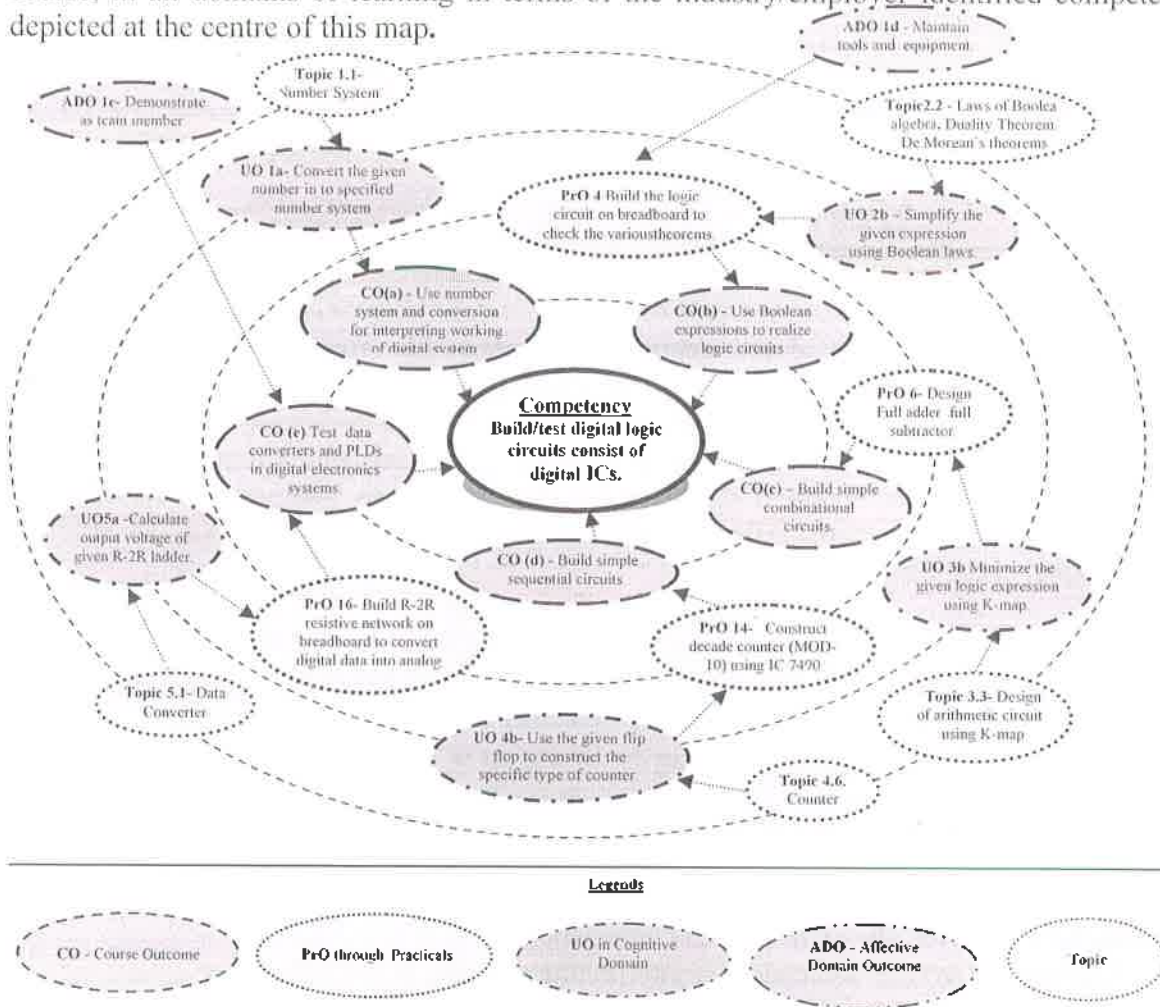 depicted at the centre of this map.
ADO 1d - Maintain
tools and equipment.
Topic 1.1-
Number System
ADO 1c- Demonstrate
as team member
Topic2.2 - Laws of Boolea
algebra, Duality Theorem
De Morgan's theorems
UO 1a- Convert the given
number in to specified
number system
PrO 4 Build the logic
circuit on breadboard to
check the varioustheorems
UO 2b - Simplify the
given expression
using Boolean laws.
CO(a) - Use number
system and conversion
for interpreting working
of digital system
CO(b) - Use Boolean
expressions to realize
logic circuits
Competency
Build/test digital logic
circuits consist of
digital ICs.
PrO 6- Design
Full adder full
subtractor.
CO (e) Test data
converters and PLDs
in digital electronics
systems.
CO(c) - Build simple
combinational
circuits.
UO5a -Calculate
output voltage of
given R-2R ladder.
CO (d) - Build simple
sequential circuits
UO 3b Minimize the
given logic expression
using K-map.
PrO 16- Build R-2R
resistive network on
breadboard to convert
digital data into analog
PrO 14- Construct
decade counter (MOD-
10) using IC 7490
Topic 5.1- Data
Converter
Topic 3.3- Design
of arithmetic circuit
using K-map
UO 4b- Use the given flip
flop to construct the
specific type of counter
Topic 4.6.
Counter
Legends
CO - Course Outcome
PrO through Practicals
UO in Cognitive
Domain
ADO - Affective
Domain Outcome
Topic